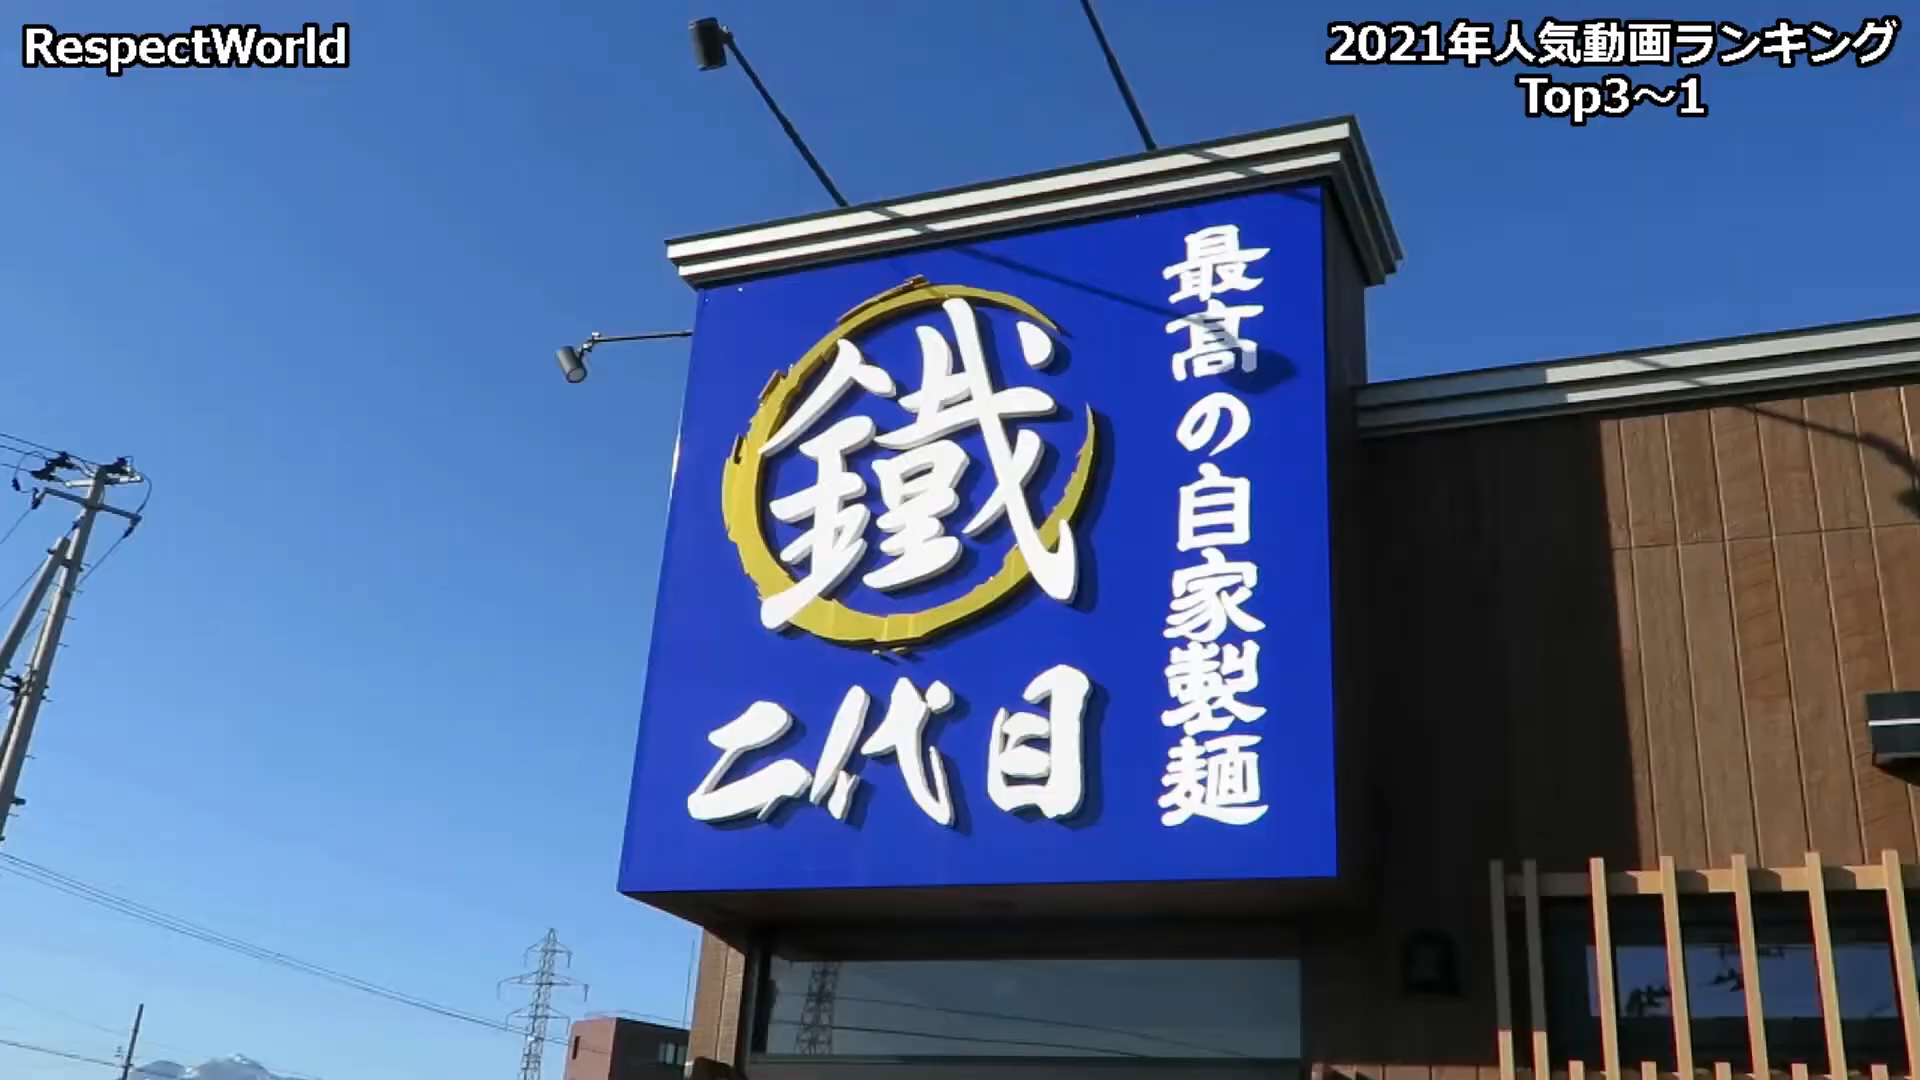 RespectWorld
2021年人気動画ランキング
Top3～1
最高の自家製麺
鐵
二代目